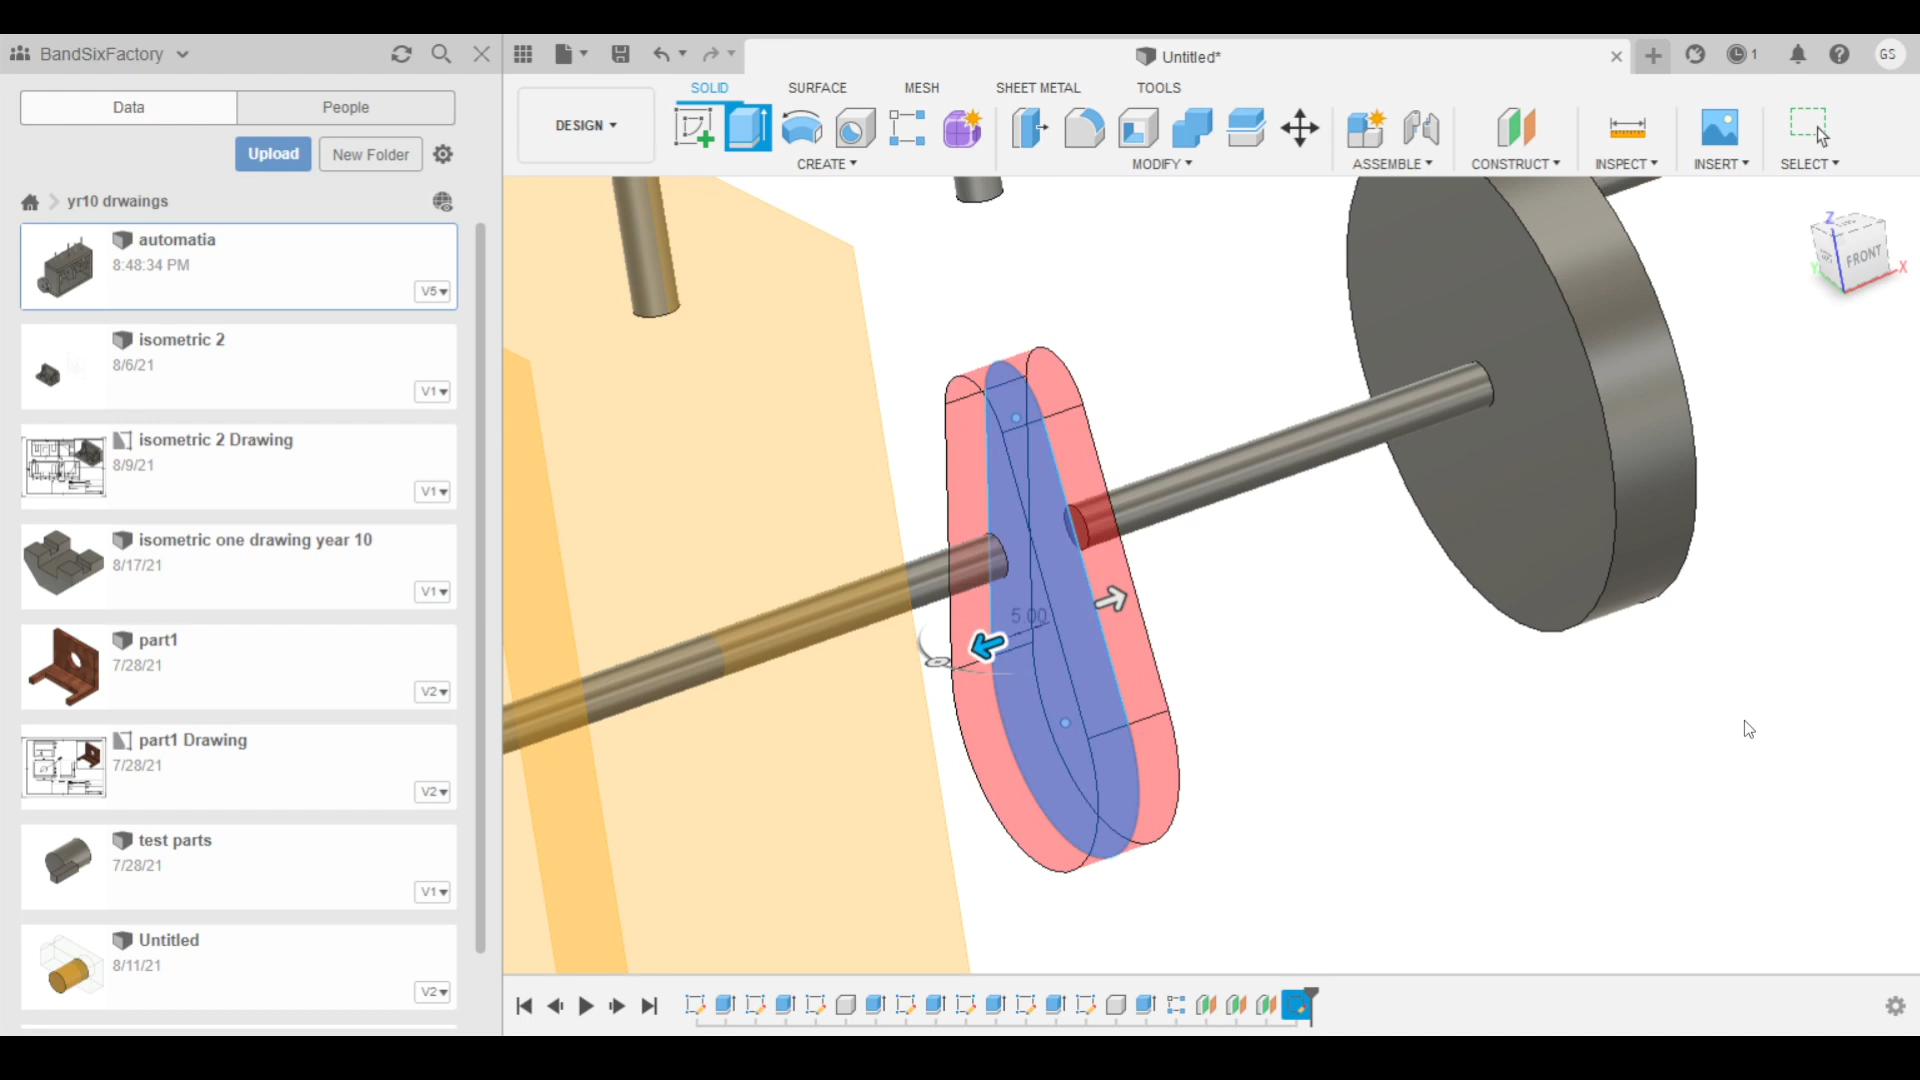 BandSixFactory
Untitled*
1
GS
Data
People
SOLID
SURFACE
MESH
SHEET METAL
TOOLS
DESIGN
Upload
New Folder
CREATE
MODIFY
ASSEMBLE
CONSTRUCT
INSPECT
INSERT
SELECT
yr10 drwaings
automatia
8:48:34 PM
V5
isometric 2
8/6/21
V1
isometric 2 Drawing
8/9/21
V1
isometric one drawing year 10
8/17/21
V1
part1
7/28/21
V2
part1 Drawing
7/28/21
V2
test parts
7/28/21
V1
Untitled
8/11/21
V2
Z
FRONT
X
Y
5.00